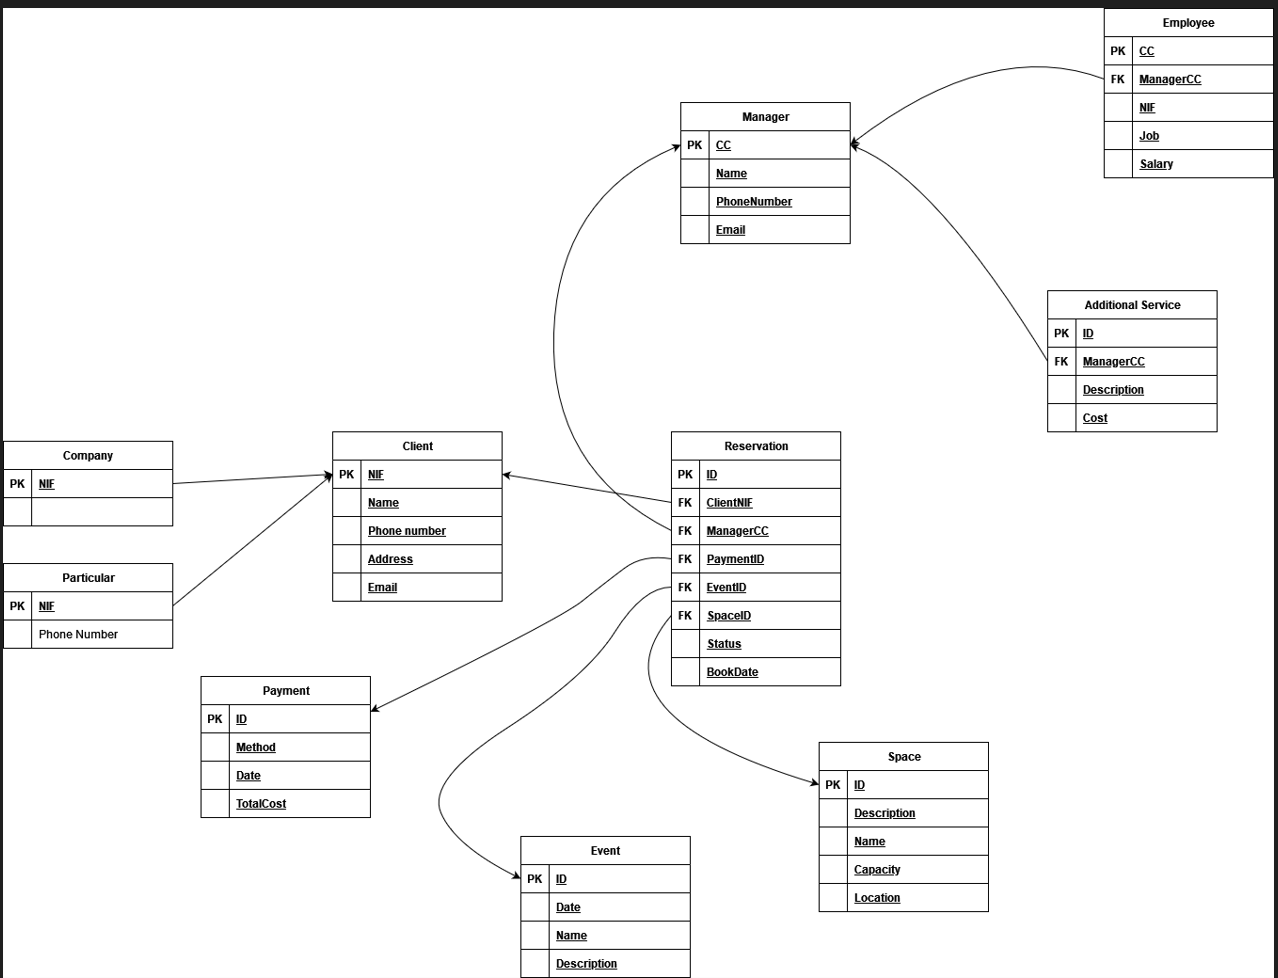 Employee
PK CC
FK ManagerCC
NIF
Job
Salary
Manager
PK CC
Name
PhoneNumber
Email
Additional Service
PK ID
FK ManagerCC
Description
Cost
Company
PK NIF
Client
PK NIF
Name
Phone number
Address
Email
Reservation
PK ID
FK ClientNIF
FK ManagerCC
FK PaymentID
FK EventID
FK SpaceID
Status
BookDate
Particular
PK NIF
Phone Number
Payment
PK ID
Method
Date
TotalCost
Space
PK ID
Description
Name
Capacity
Location
Event
PK ID
Date
Name
Description